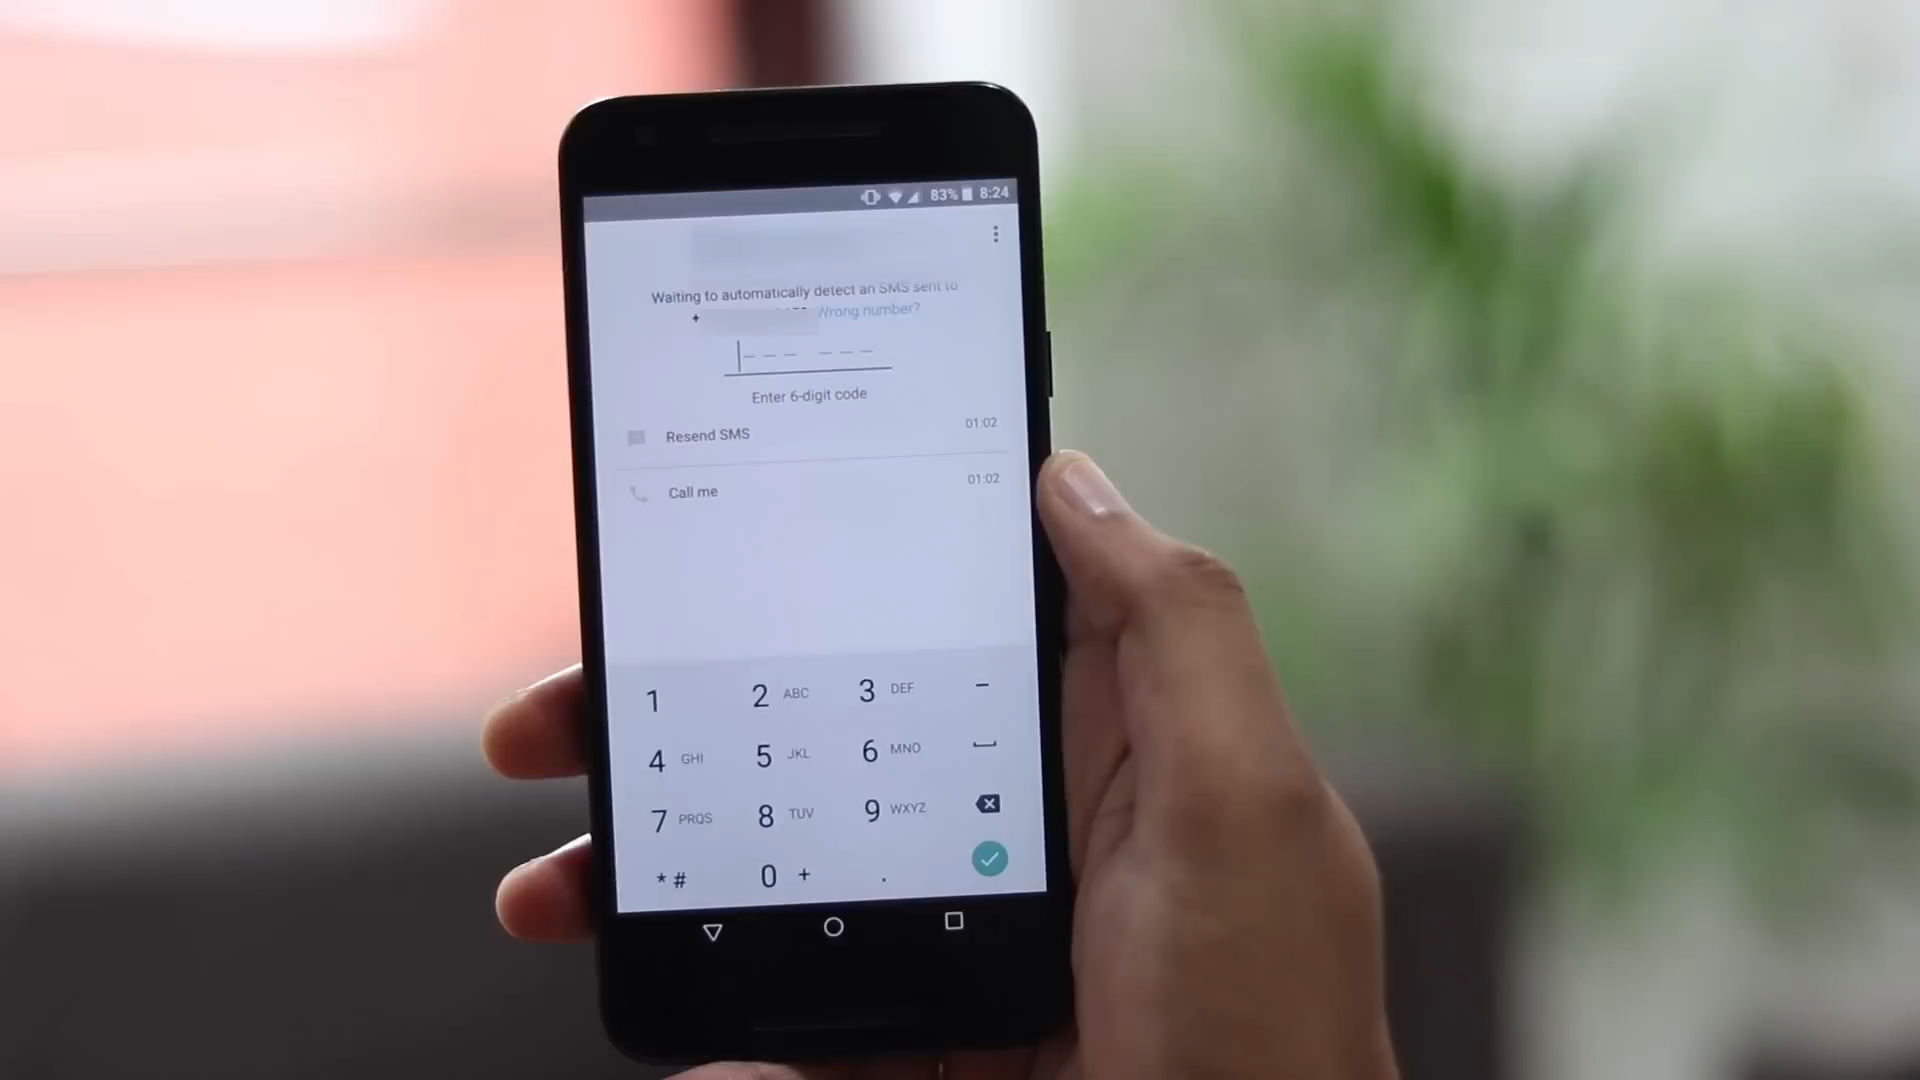 83% 8:24
Waiting to automatically detect an SMS sent to
+ Wrong number?
Enter 6-digit code
Resend SMS 01:02
Call me 01:02
1 2 ABC 3 DEF -
4 GHI 5 JKL 6 MNO
7 PRQS 8 TUV 9 WXYZ
* # 0 + .